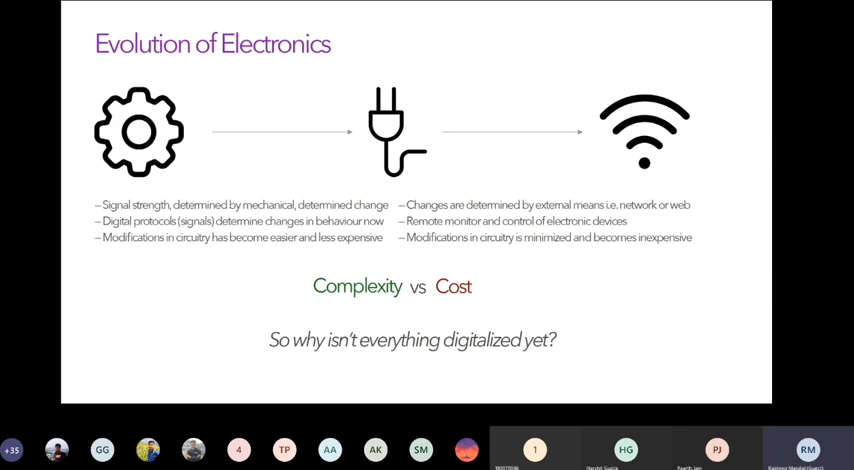 Evolution of Electronics
– Signal strength, determined by mechanical, determined change
– Digital protocols (signals) determine changes in behaviour now
– Modifications in circuitry has become easier and less expensive
– Changes are determined by external means i.e. network or web
– Remote monitor and control of electronic devices
– Modifications in circuitry is minimized and becomes inexpensive
Complexity vs Cost
So why isn't everything digitalized yet?
+35
GG
4
TP
AA
AK
SM
1
HG
PJ
RM
190070046
Harshit Gupta
Paarth Jain